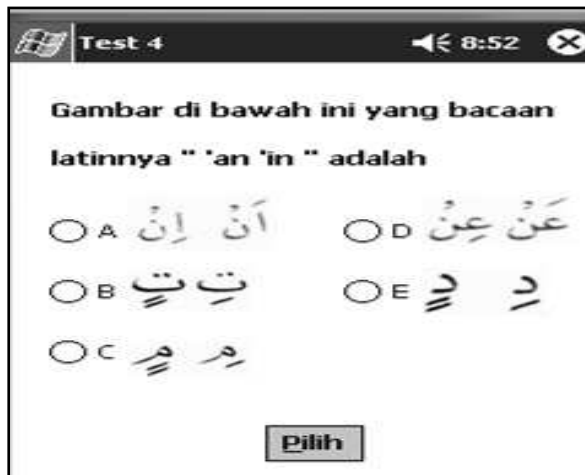 Test 4 8:52
Gambar di bawah ini yang bacaan
latinnya " 'an 'in " adalah
A اَنْ اِنْ
D عَنْ عِنْ
B تِ تٍ
E دِ دٍ
C مِ مٍ
Pilih